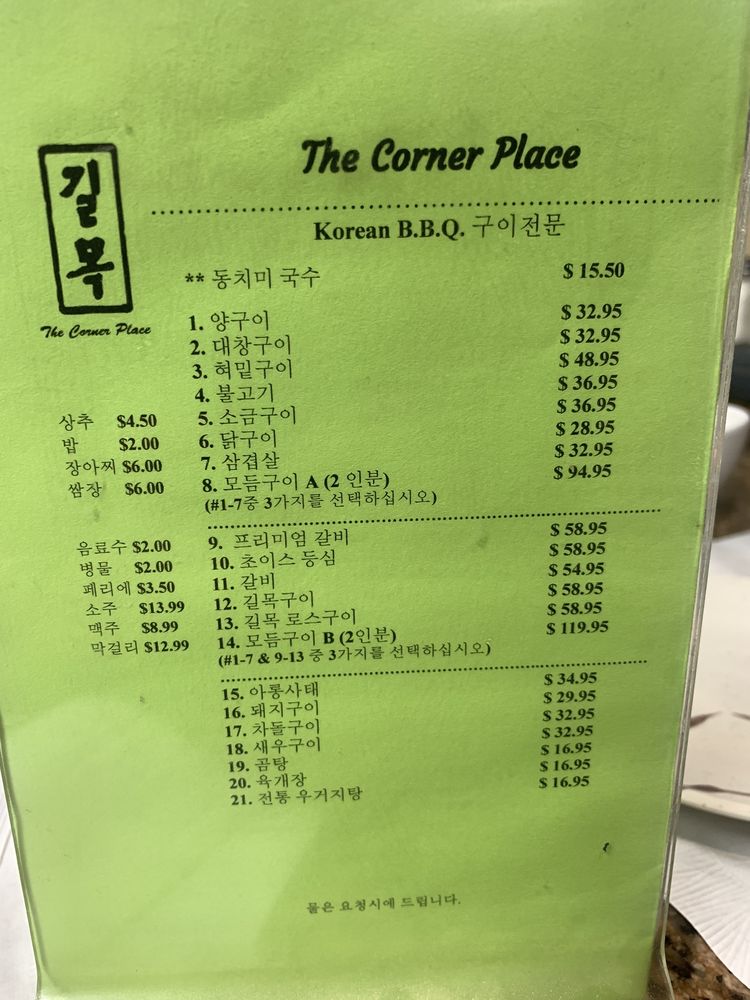 길목
The Corner Place
The Corner Place
Korean B.B.Q. 구이전문
** 동치미 국수 $ 15.50
1. 양구이 $ 32.95
2. 대창구이 $ 32.95
3. 혀밑구이 $ 48.95
4. 불고기 $ 36.95
5. 소금구이 $ 36.95
6. 닭구이 $ 28.95
7. 삼겹살 $ 32.95
8. 모듬구이 A (2 인분) $ 94.95
(#1-7중 3가지를 선택하십시오)
상추 $4.50
밥 $2.00
장아찌 $6.00
쌈장 $6.00
9. 프리미엄 갈비 $ 58.95
10. 초이스 등심 $ 58.95
11. 갈비 $ 54.95
12. 길목구이 $ 58.95
13. 길목 로스구이 $ 58.95
14. 모듬구이 B (2인분) $ 119.95
(#1-7 & 9-13 중 3가지를 선택하십시오)
음료수 $2.00
병물 $2.00
페리에 $3.50
소주 $13.99
맥주 $8.99
막걸리 $12.99
15. 아롱사태 $ 34.95
16. 돼지구이 $ 29.95
17. 차돌구이 $ 32.95
18. 새우구이 $ 32.95
19. 곰탕 $ 16.95
20. 육개장 $ 16.95
21. 전통 우거지탕 $ 16.95
물은 요청시에 드립니다.